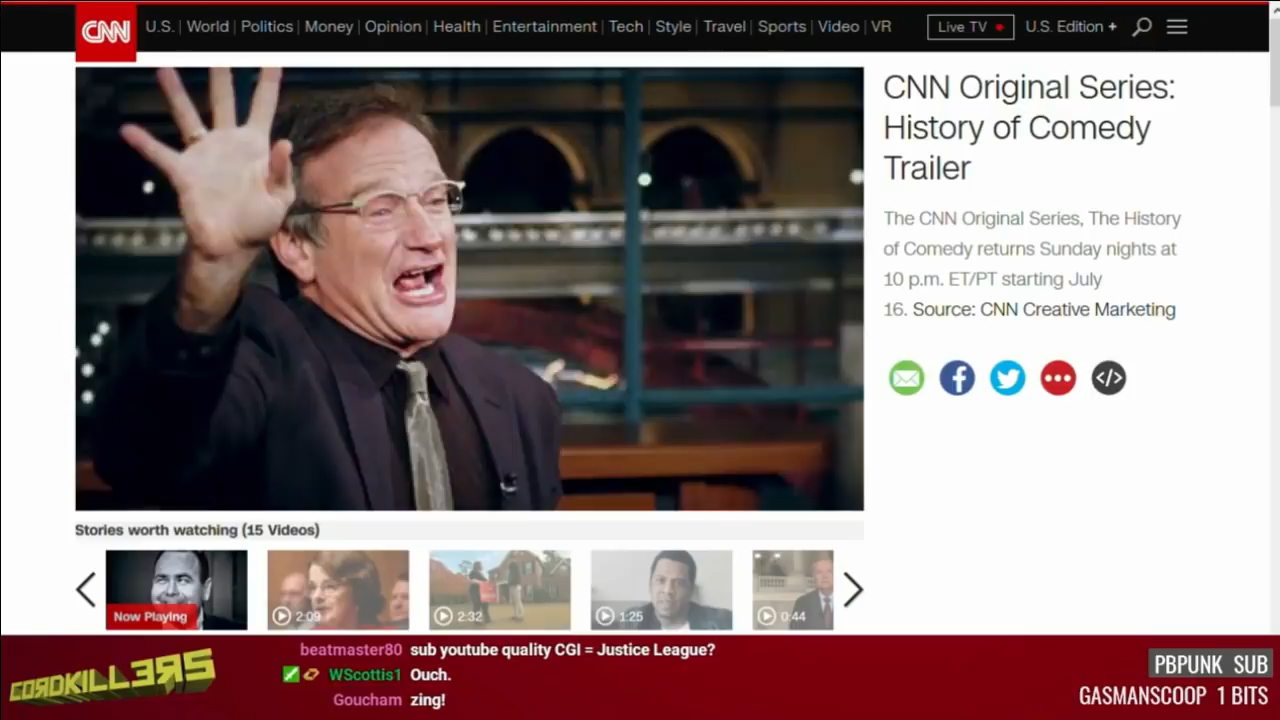 CNN
U.S. | World | Politics | Money | Opinion | Health | Entertainment | Tech | Style | Travel | Sports | Video | VR
Live TV
U.S. Edition +
CNN Original Series:
History of Comedy
Trailer
The CNN Original Series, The History
of Comedy returns Sunday nights at
10 p.m. ET/PT starting July
16. Source: CNN Creative Marketing
Stories worth watching (15 Videos)
Now Playing
2:09
2:32
1:25
0:44
CORDKILLERS
beatmaster80 sub youtube quality CGI = Justice League?
WScottis1 Ouch.
Goucham zing!
PBPUNK SUB
GASMANSCOOP 1 BITS